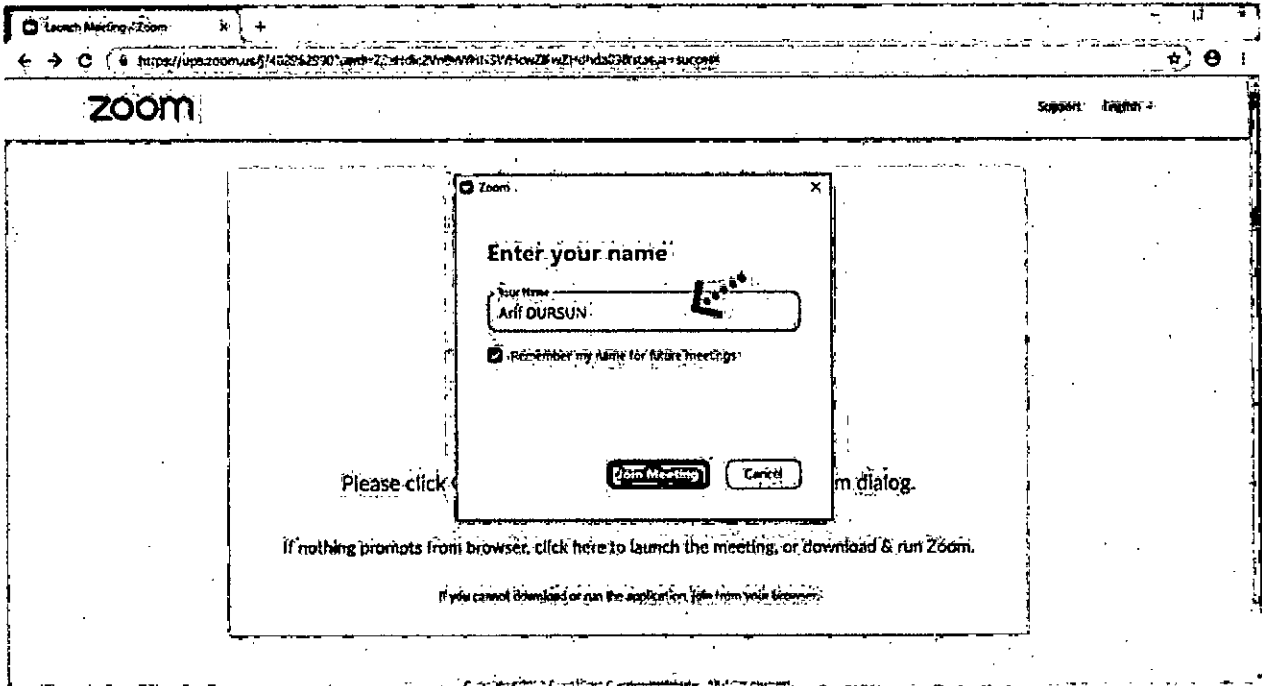 Launch Meeting - Zoom
zoom
Support English
Zoom
Enter your name
Your Name
Arif DURSUN
Remember my name for future meetings
Join Meeting Cancel
Please click m dialog.
If nothing prompts from browser, click here to launch the meeting, or download & run Zoom.
If you cannot download or run the application, join from your browser.